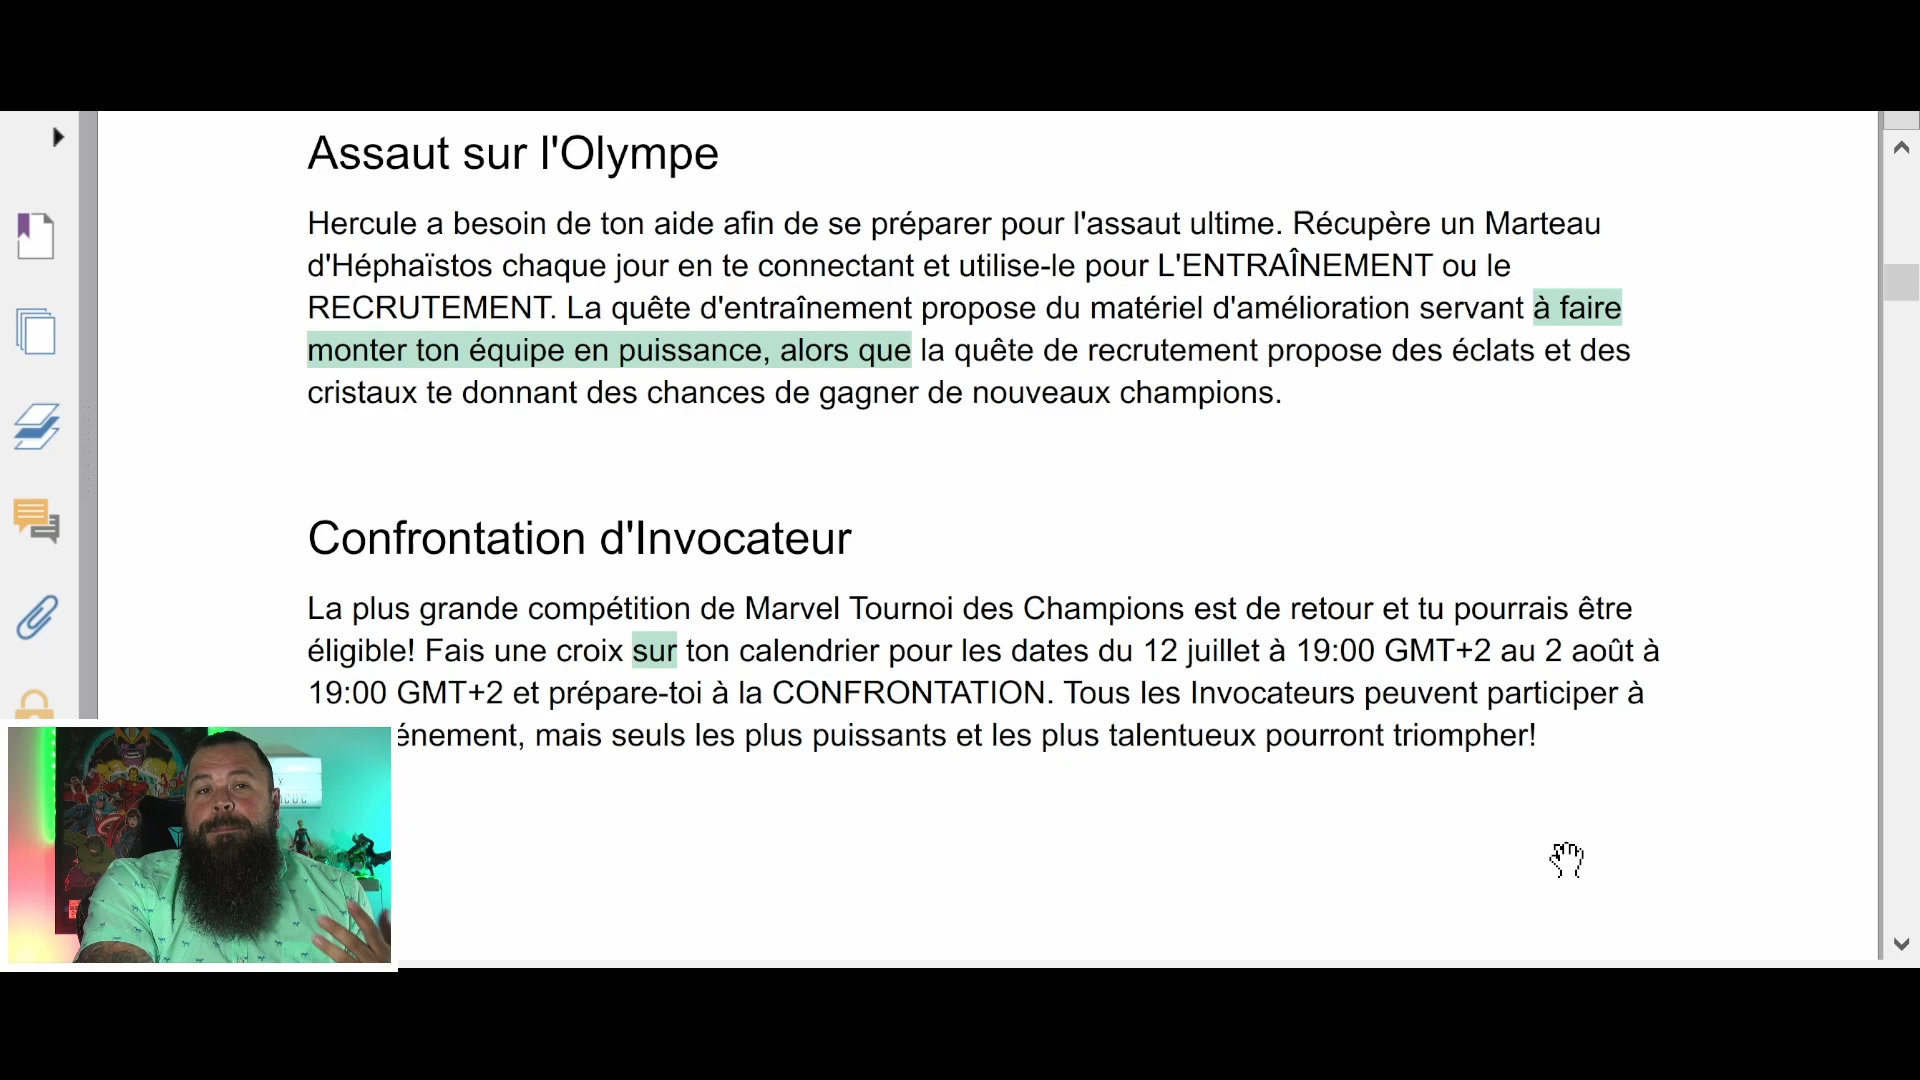 Assaut sur l'Olympe
Hercule a besoin de ton aide afin de se préparer pour l'assaut ultime. Récupère un Marteau
d'Héphaïstos chaque jour en te connectant et utilise-le pour L'ENTRAÎNEMENT ou le
RECRUTEMENT. La quête d'entraînement propose du matériel d'amélioration servant à faire
monter ton équipe en puissance, alors que la quête de recrutement propose des éclats et des
cristaux te donnant des chances de gagner de nouveaux champions.
Confrontation d'Invocateur
La plus grande compétition de Marvel Tournoi des Champions est de retour et tu pourrais être
éligible! Fais une croix sur ton calendrier pour les dates du 12 juillet à 19:00 GMT+2 au 2 août à
19:00 GMT+2 et prépare-toi à la CONFRONTATION. Tous les Invocateurs peuvent participer à
énement, mais seuls les plus puissants et les plus talentueux pourront triompher!